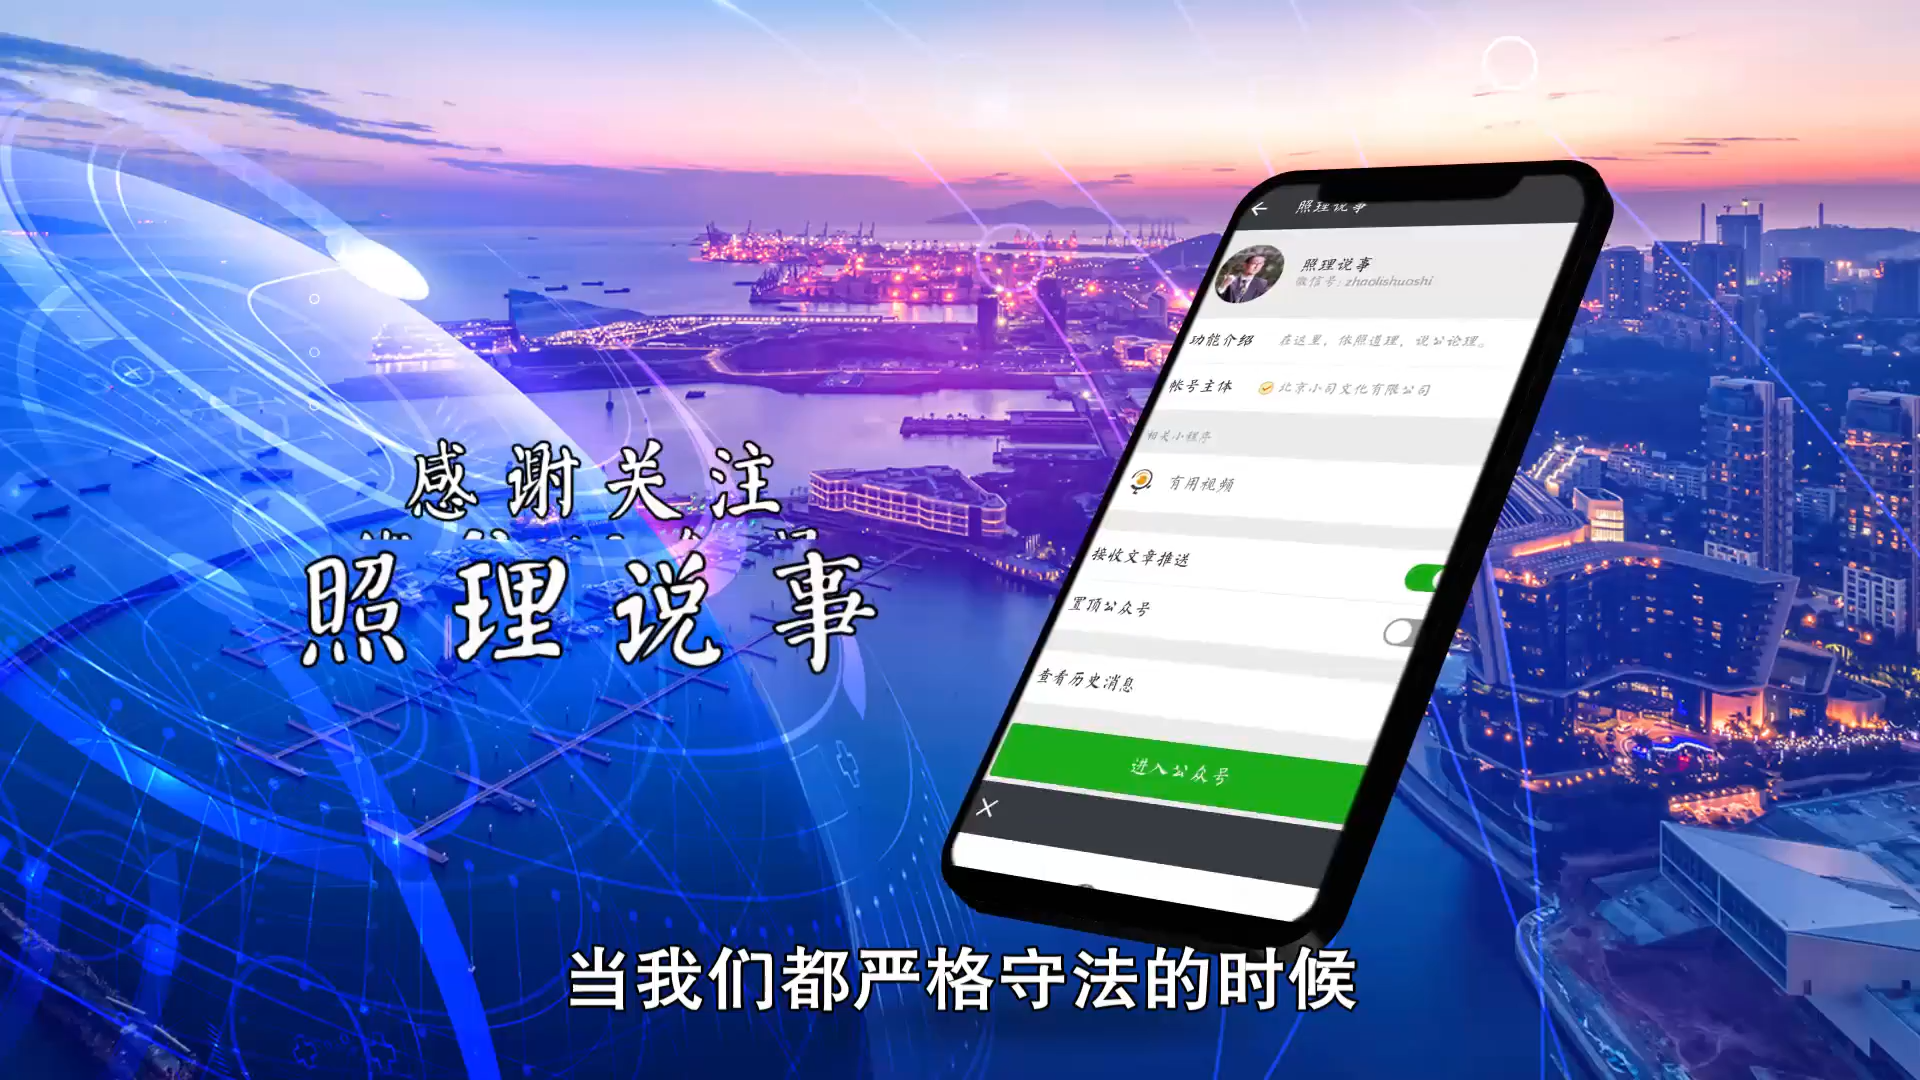 感谢关注
照理说事
照理说事
照理说事
微信号: zhaolishuoshi
功能介绍 在这里，依照道理，说公论理。
帐号主体 北京小司文化有限公司
相关小程序
有用视频
接收文章推送
置顶公众号
查看历史消息
进入公众号
当我们都严格守法的时候